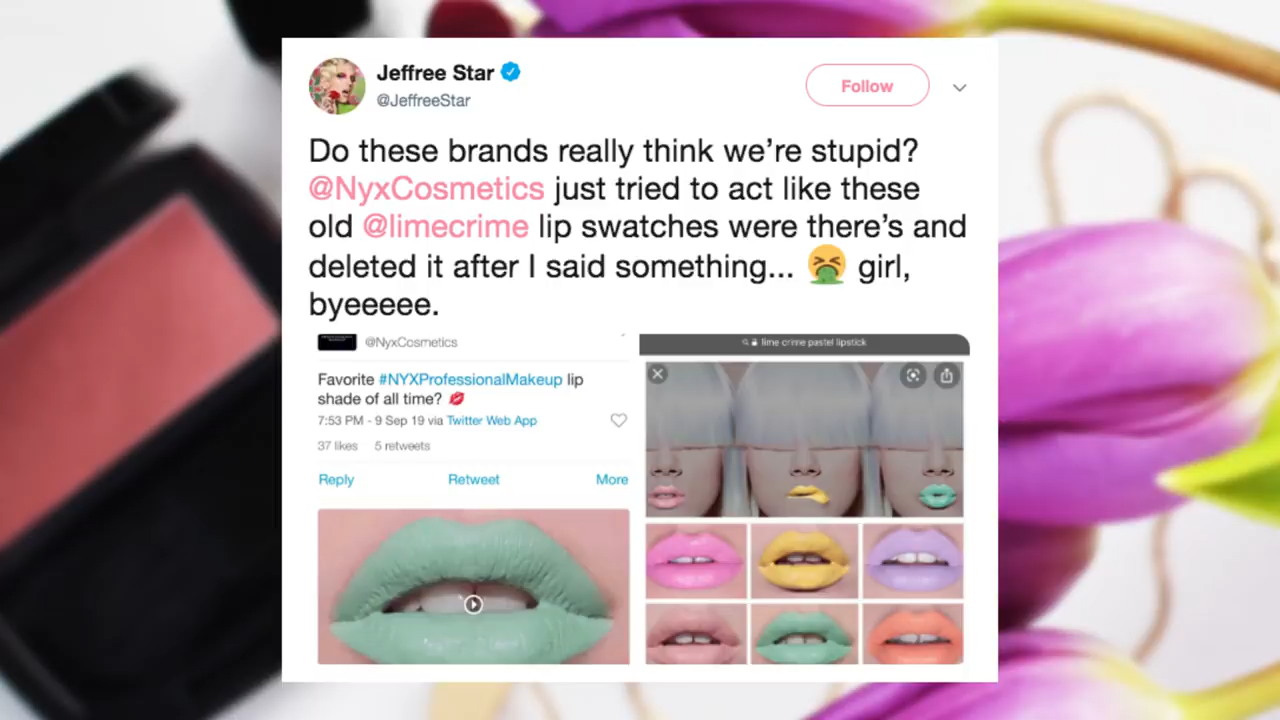 Jeffree Star
@JeffreeStar
Follow
Do these brands really think we’re stupid?
@NyxCosmetics just tried to act like these
old @limecrime lip swatches were there’s and
deleted it after I said something... 🤮 girl,
byeeeee.
@NyxCosmetics
Favorite #NYXProfessionalMakeup lip
shade of all time? 💋
7:53 PM - 9 Sep 19 via Twitter Web App
37 likes 5 retweets
Reply Retweet More
lime crime pastel lipstick